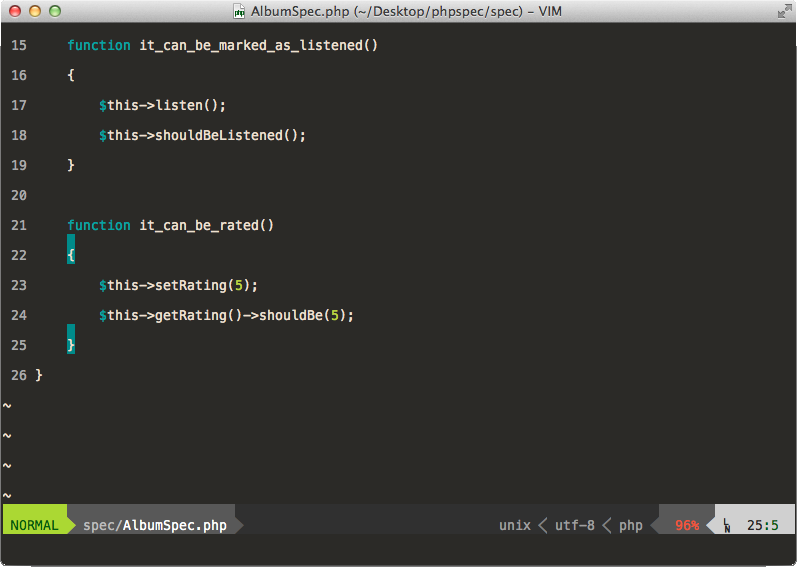 AlbumSpec.php (~/Desktop/phpspec/spec) – VIM
15     function it_can_be_marked_as_listened()
16     {
17         $this->listen();
18         $this->shouldBeListened();
19     }
20
21     function it_can_be_rated()
22     {
23         $this->setRating(5);
24         $this->getRating()->shouldBe(5);
25     }
26 }
~
~
~
~
NORMAL spec/AlbumSpec.php unix < utf-8 < php 96% LN 25:5